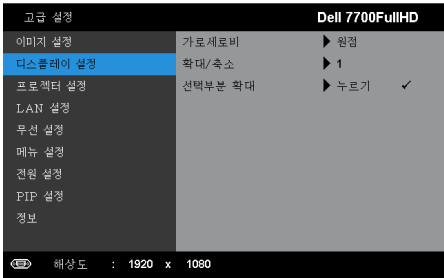 고급 설정 Dell 7700FullHD
이미지 설정 가로세로비 원점
디스플레이 설정 확대/축소 1
프로젝터 설정 선택부분 확대 누르기 ✓
LAN 설정
무선 설정
메뉴 설정
전원 설정
PIP 설정
정보
해상도 : 1920 x 1080